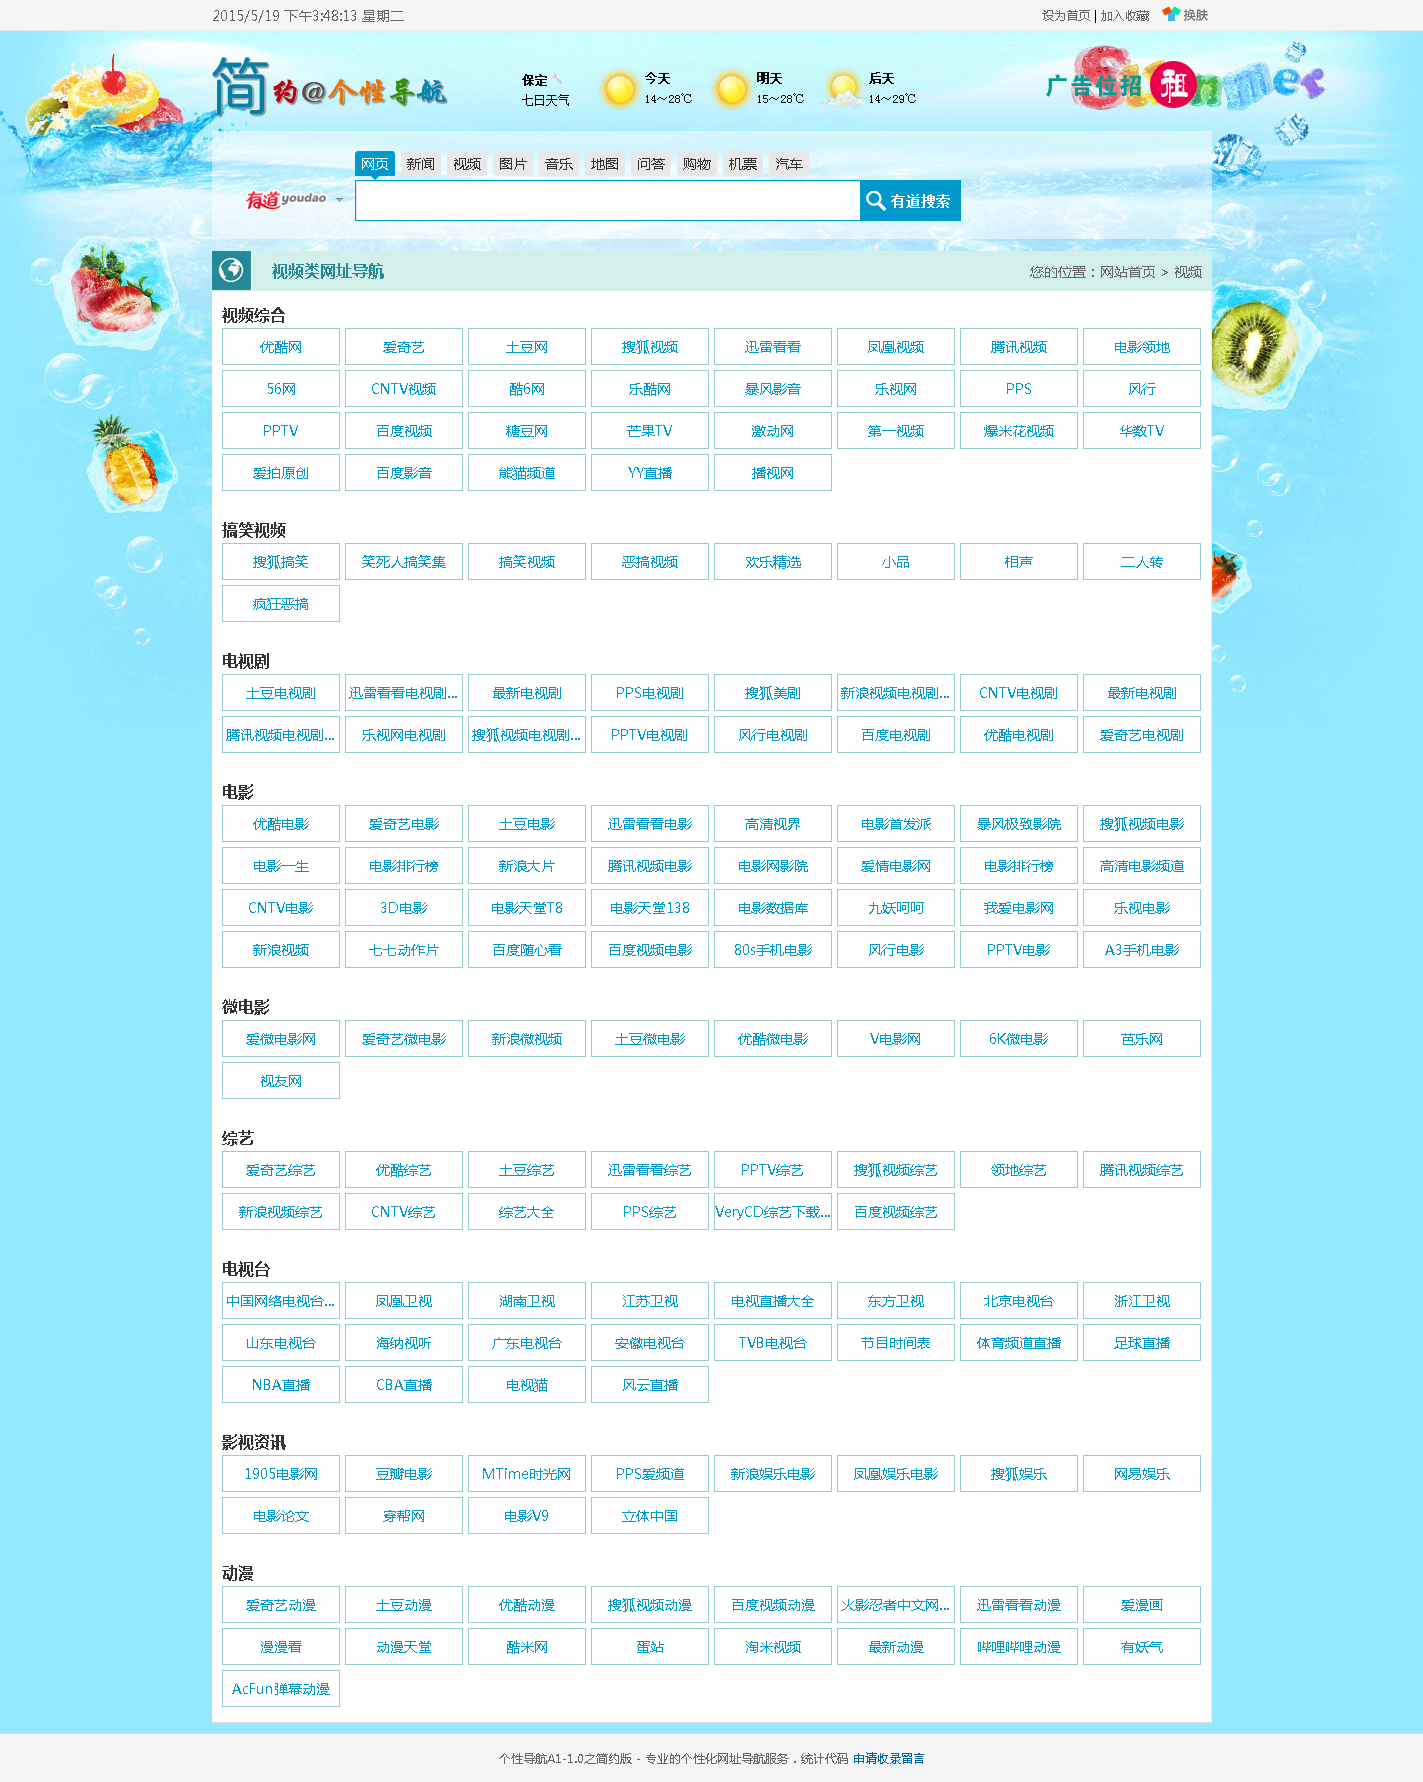 2015/5/19 下午3:48:13 星期二
设为首页 | 加入收藏 换肤
简约@个性导航
保定 今天 明天 后天
七日天气 14~28℃ 15~28℃ 14~29℃
广告位招租
Summer
网页 新闻 视频 图片 音乐 地图 问答 购物 机票 汽车
有道youdao 有道搜索
视频类网址导航 您的位置：网站首页 > 视频
视频综合
优酷网 爱奇艺 土豆网 搜狐视频 迅雷看看 凤凰视频 腾讯视频 电影领地
56网 CNTV视频 酷6网 乐酷网 暴风影音 乐视网 PPS 风行
PPTV 百度视频 糖豆网 芒果TV 激动网 第一视频 爆米花视频 华数TV
爱拍原创 百度影音 熊猫频道 YY直播 播视网
搞笑视频
搜狐搞笑 笑死人搞笑集 搞笑视频 恶搞视频 欢乐精选 小品 相声 二人转
疯狂恶搞
电视剧
土豆电视剧 迅雷看看电视剧... 最新电视剧 PPS电视剧 搜狐美剧 新浪视频电视剧... CNTV电视剧 最新电视剧
腾讯视频电视剧... 乐视网电视剧 搜狐视频电视剧... PPTV电视剧 风行电视剧 百度电视剧 优酷电视剧 爱奇艺电视剧
电影
优酷电影 爱奇艺电影 土豆电影 迅雷看看电影 高清视界 电影首发派 暴风极致影院 搜狐视频电影
电影一生 电影排行榜 新浪大片 腾讯视频电影 电影网影院 爱情电影网 电影排行榜 高清电影频道
CNTV电影 3D电影 电影天堂T8 电影天堂138 电影数据库 九妖呵呵 我爱电影网 乐视电影
新浪视频 七七动作片 百度随心看 百度视频电影 80s手机电影 风行电影 PPTV电影 A3手机电影
微电影
爱微电影网 爱奇艺微电影 新浪微视频 土豆微电影 优酷微电影 V电影网 6K微电影 芭乐网
视友网
综艺
爱奇艺综艺 优酷综艺 土豆综艺 迅雷看看综艺 PPTV综艺 搜狐视频综艺 领地综艺 腾讯视频综艺
新浪视频综艺 CNTV综艺 综艺大全 PPS综艺 VeryCD综艺下载... 百度视频综艺
电视台
中国网络电视台... 凤凰卫视 湖南卫视 江苏卫视 电视直播大全 东方卫视 北京电视台 浙江卫视
山东电视台 海纳视听 广东电视台 安徽电视台 TVB电视台 节目时间表 体育频道直播 足球直播
NBA直播 CBA直播 电视猫 风云直播
影视资讯
1905电影网 豆瓣电影 MTime时光网 PPS爱频道 新浪娱乐电影 凤凰娱乐电影 搜狐娱乐 网易娱乐
电影论文 穿帮网 电影V9 立体中国
动漫
爱奇艺动漫 土豆动漫 优酷动漫 搜狐视频动漫 百度视频动漫 火影忍者中文网... 迅雷看看动漫 爱漫画
漫漫看 动漫天堂 酷米网 蛋站 淘米视频 最新动漫 哔哩哔哩动漫 有妖气
AcFun弹幕动漫
个性导航A1-1.0之简约版 - 专业的个性化网址导航服务．统计代码 申请收录留言